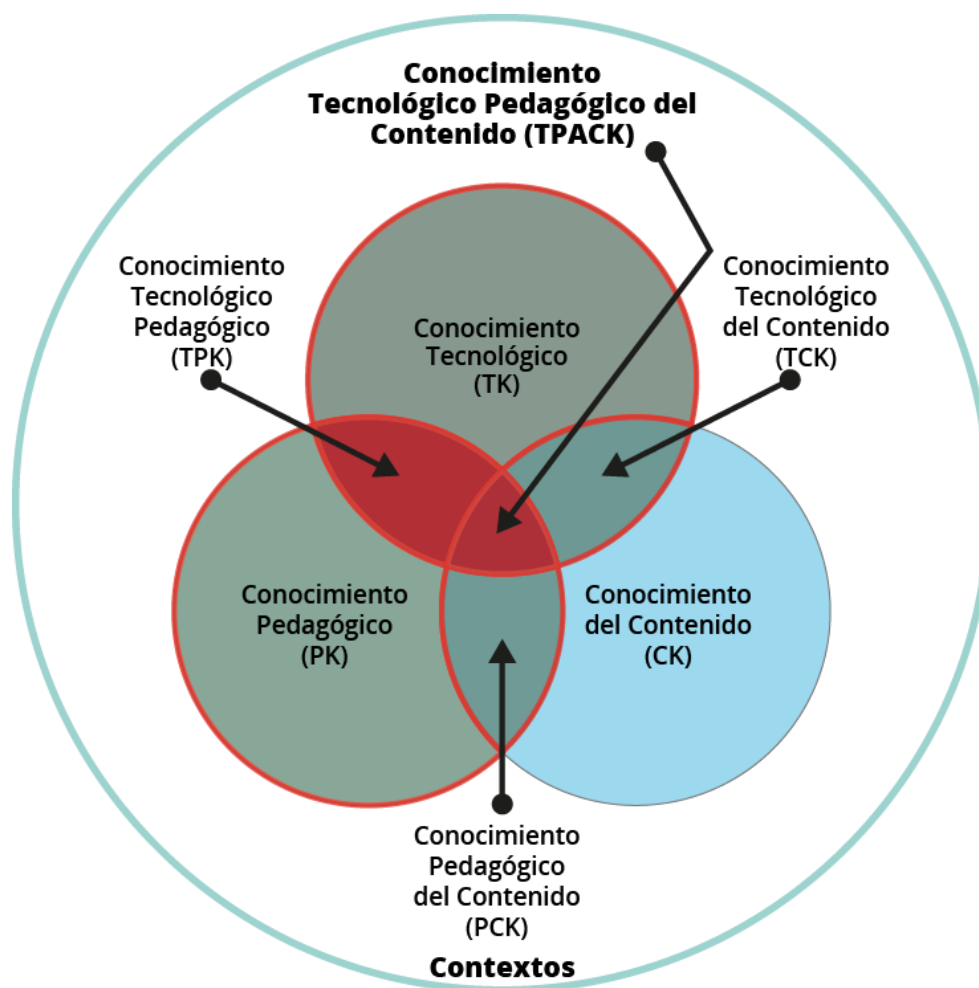 Conocimiento
Tecnológico Pedagógico del
Contenido (TPACK)
Conocimiento
Tecnológico
Pedagógico
(TPK)
Conocimiento
Tecnológico
(TK)
Conocimiento
Tecnológico
del Contenido
(TCK)
Conocimiento
Pedagógico
(PK)
Conocimiento
del Contenido
(CK)
Conocimiento
Pedagógico
del Contenido
(PCK)
Contextos